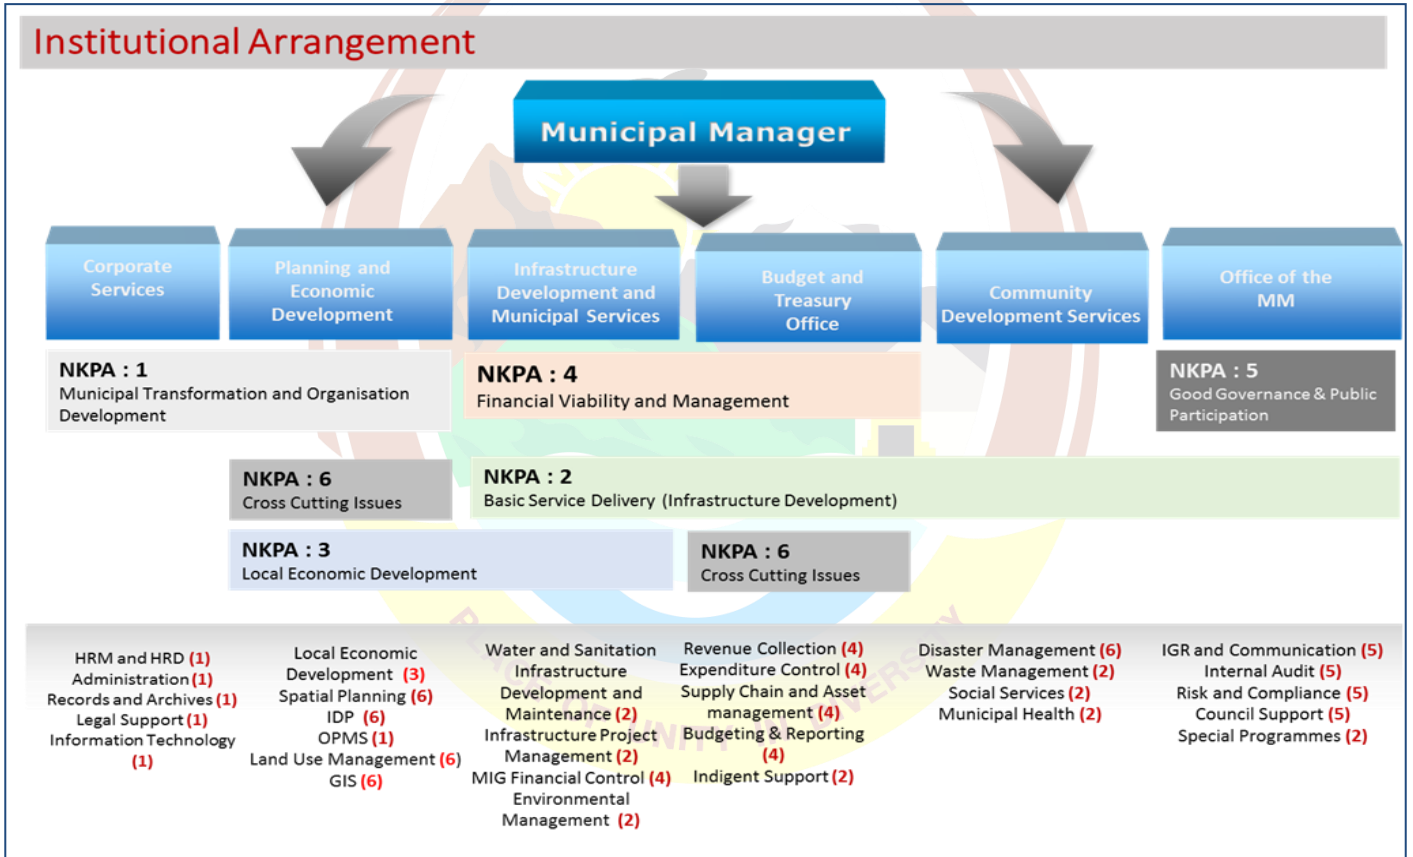 Institutional Arrangement
Municipal Manager
Corporate
Services
Planning and
Economic
Development
Infrastructure
Development and
Municipal Services
Budget and
Treasury
Office
Community
Development Services
Office of the
MM
NKPA : 1
Municipal Transformation and Organisation
Development
NKPA : 4
Financial Viability and Management
NKPA : 5
Good Governance & Public
Participation
NKPA : 6
Cross Cutting Issues
NKPA : 2
Basic Service Delivery (Infrastructure Development)
NKPA : 3
Local Economic Development
NKPA : 6
Cross Cutting Issues
HRM and HRD (1)
Administration (1)
Records and Archives (1)
Legal Support (1)
Information Technology
(1)
Local Economic
Development (3)
Spatial Planning (6)
IDP (6)
OPMS (1)
Land Use Management (6)
GIS (6)
Water and Sanitation
Infrastructure
Development and
Maintenance (2)
Infrastructure Project
Management (2)
MIG Financial Control (4)
Environmental
Management (2)
Revenue Collection (4)
Expenditure Control (4)
Supply Chain and Asset
management (4)
Budgeting & Reporting
(4)
Indigent Support (2)
Disaster Management (6)
Waste Management (2)
Social Services (2)
Municipal Health (2)
IGR and Communication (5)
Internal Audit (5)
Risk and Compliance (5)
Council Support (5)
Special Programmes (2)
PLACE OF UNITY IN DIVERSITY